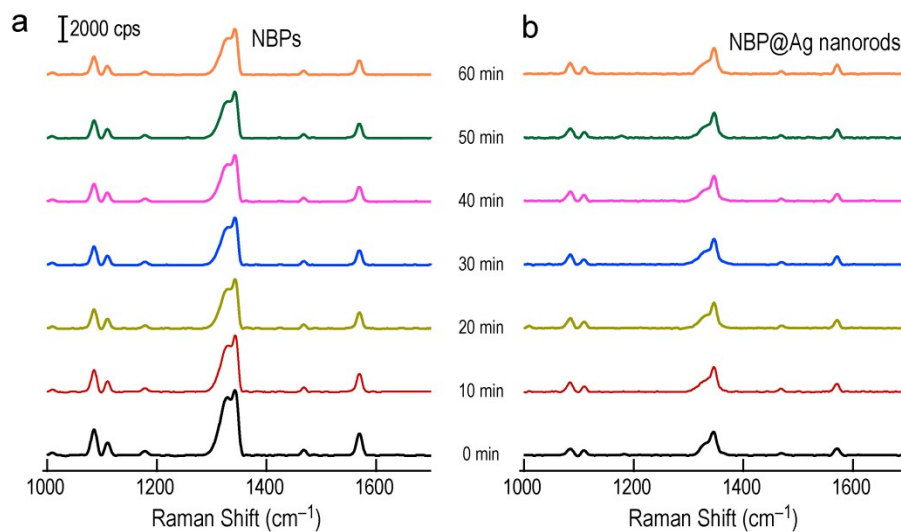 a
2000 cps
NBPs
b
NBP@Ag nanorods
60 min
50 min
40 min
30 min
20 min
10 min
0 min
1000 1200 1400 1600
1000 1200 1400 1600
Raman Shift (cm⁻¹)
Raman Shift (cm⁻¹)